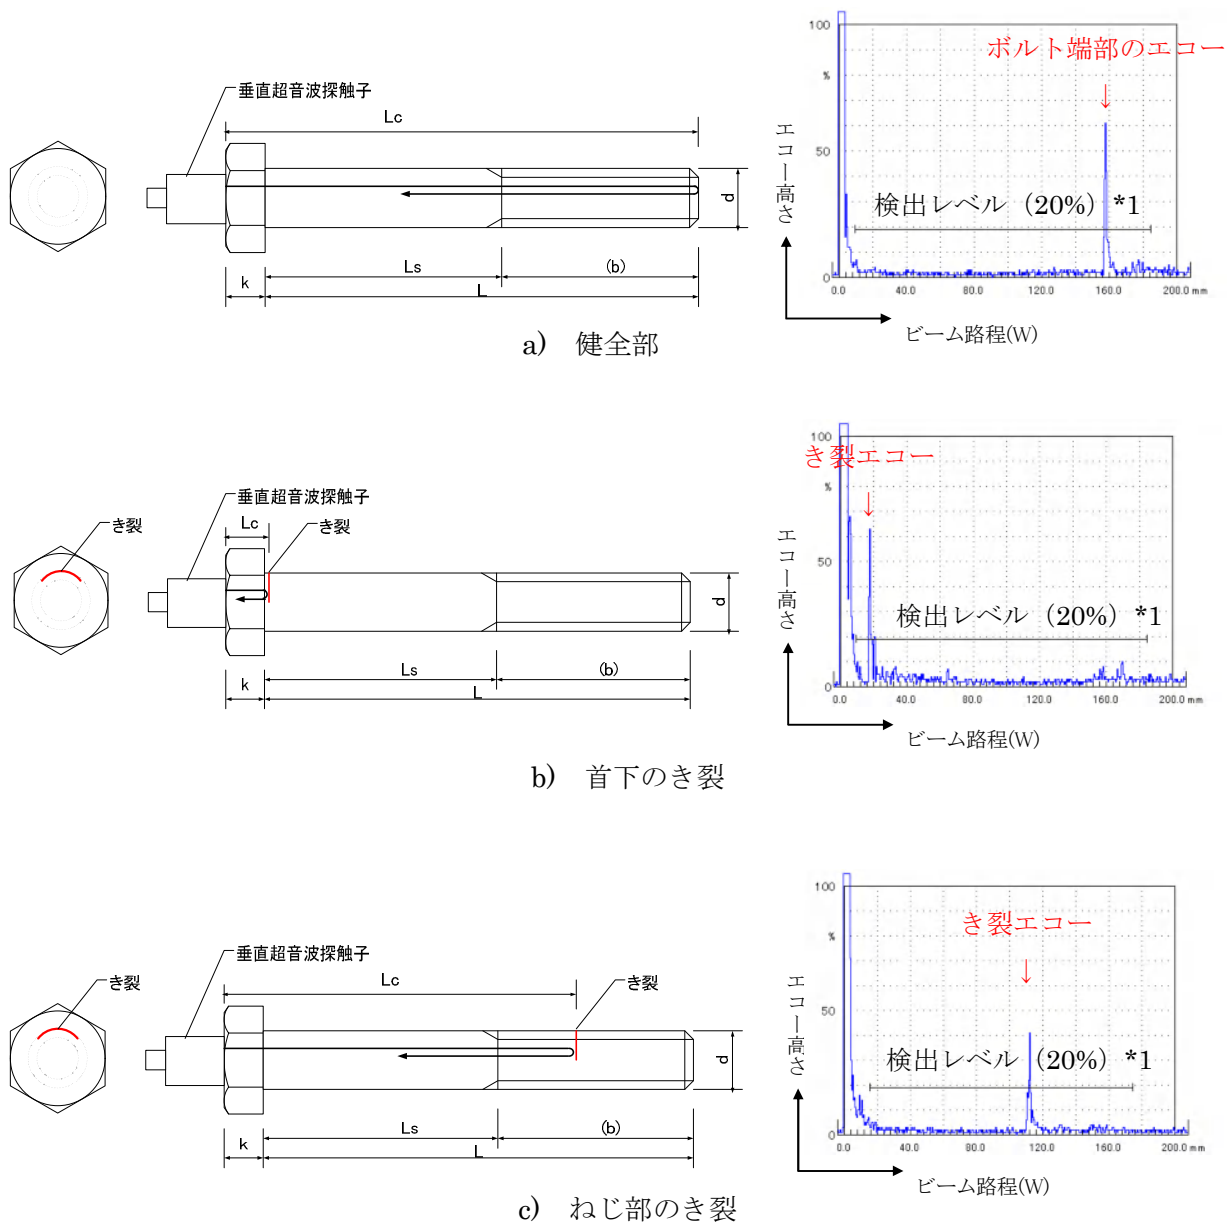 ボルト端部のエコー
↓
100
%
50
0
エコー高さ
検出レベル（20%）*1
0.0 40.0 80.0 120.0 160.0 200.0 mm
ビーム路程(W)
垂直超音波探触子
Lc
d
Ls (b)
k L
a) 健全部
き裂エコー
↓
100
%
50
0
エコー高さ
検出レベル（20%）*1
0.0 40.0 80.0 120.0 160.0 200.0 mm
ビーム路程(W)
き裂
垂直超音波探触子
Lc き裂
d
Ls (b)
k L
b) 首下のき裂
き裂エコー
↓
100
%
50
0
エコー高さ
検出レベル（20%）*1
0.0 40.0 80.0 120.0 160.0 200.0 mm
ビーム路程(W)
き裂
垂直超音波探触子
Lc き裂
d
Ls (b)
k L
c) ねじ部のき裂